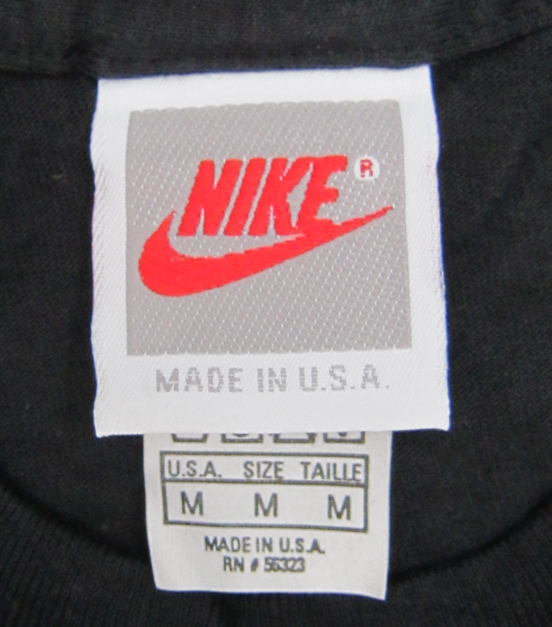 NIKE ®
MADE IN U.S.A.
U.S.A. SIZE TAILLE
M M M
MADE IN U.S.A.
RN # 56323